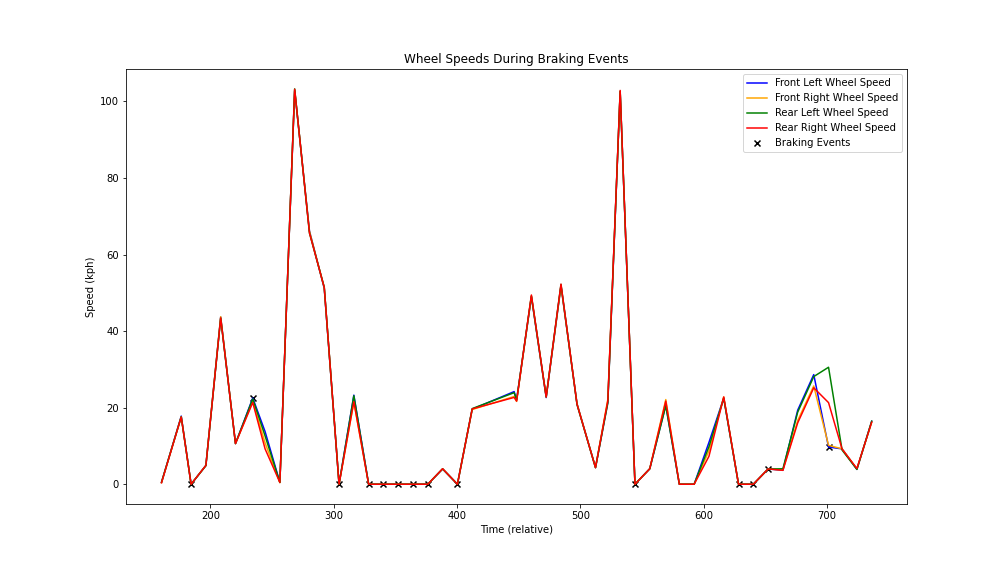 Wheel Speeds During Braking Events
Front Left Wheel Speed
Front Right Wheel Speed
Rear Left Wheel Speed
Rear Right Wheel Speed
Braking Events
Speed (kph)
100
80
60
40
20
0
200 300 400 500 600 700
Time (relative)